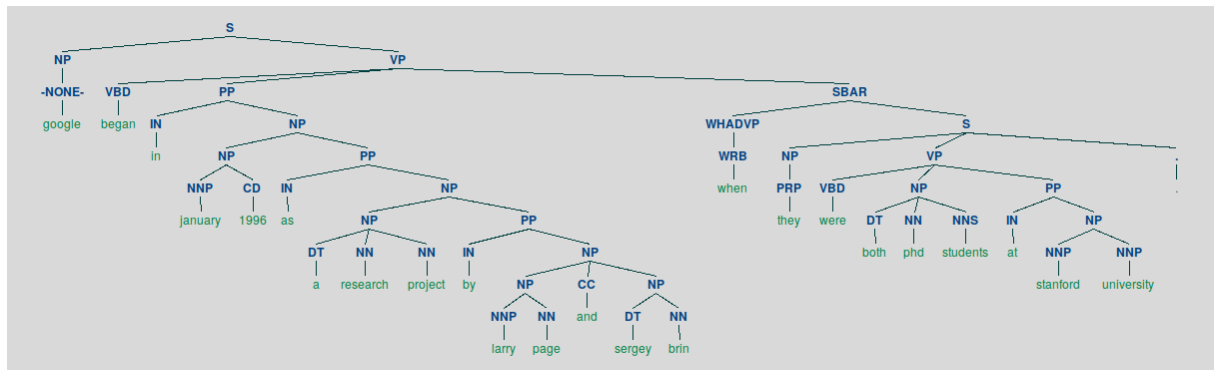 S
NP VP
-NONE- VBD PP SBAR
google began IN NP WHADVP S
in NP PP WRB NP VP .
NNP CD IN NP when PRP VBD NP PP .
january 1996 as NP PP they were DT NN NNS IN NP
DT NN NN IN NP both phd students at NNP NNP
a research project by NP CC NP stanford university
NNP NN and DT NN
larry page sergey brin